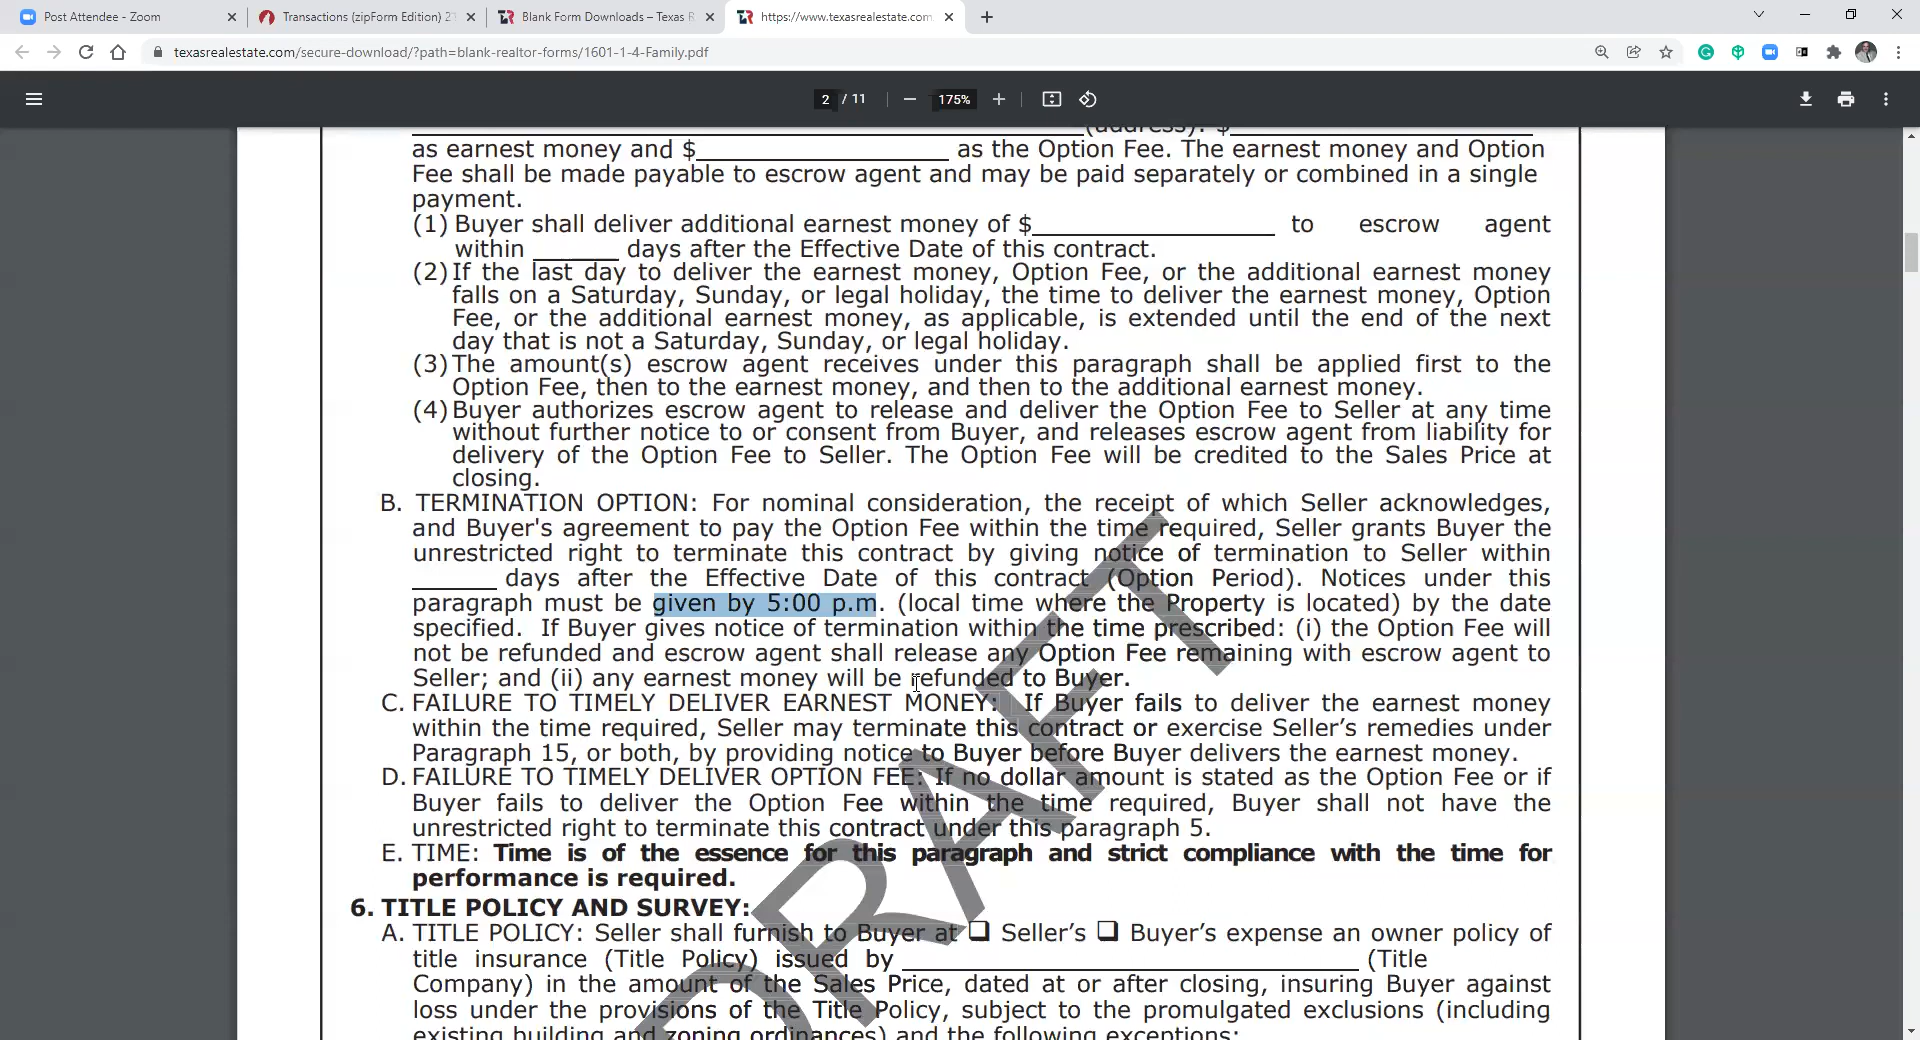 Post Attendee - Zoom
Transactions (zipForm Edition) 2
Blank Form Downloads – Texas R
https://www.texasrealestate.com
texasrealestate.com/secure-download/?path=blank-realtor-forms/1601-1-4-Family.pdf
2 / 11 175%
(address): $
as earnest money and $ as the Option Fee. The earnest money and Option
Fee shall be made payable to escrow agent and may be paid separately or combined in a single
payment.
(1) Buyer shall deliver additional earnest money of $ to escrow agent
within days after the Effective Date of this contract.
(2) If the last day to deliver the earnest money, Option Fee, or the additional earnest money
falls on a Saturday, Sunday, or legal holiday, the time to deliver the earnest money, Option
Fee, or the additional earnest money, as applicable, is extended until the end of the next
day that is not a Saturday, Sunday, or legal holiday.
(3) The amount(s) escrow agent receives under this paragraph shall be applied first to the
Option Fee, then to the earnest money, and then to the additional earnest money.
(4) Buyer authorizes escrow agent to release and deliver the Option Fee to Seller at any time
without further notice to or consent from Buyer, and releases escrow agent from liability for
delivery of the Option Fee to Seller. The Option Fee will be credited to the Sales Price at
closing.
B. TERMINATION OPTION: For nominal consideration, the receipt of which Seller acknowledges,
and Buyer's agreement to pay the Option Fee within the time required, Seller grants Buyer the
unrestricted right to terminate this contract by giving notice of termination to Seller within
days after the Effective Date of this contract (Option Period). Notices under this
paragraph must be given by 5:00 p.m. (local time where the Property is located) by the date
specified. If Buyer gives notice of termination within the time prescribed: (i) the Option Fee will
not be refunded and escrow agent shall release any Option Fee remaining with escrow agent to
Seller; and (ii) any earnest money will be refunded to Buyer.
C. FAILURE TO TIMELY DELIVER EARNEST MONEY: If Buyer fails to deliver the earnest money
within the time required, Seller may terminate this contract or exercise Seller's remedies under
Paragraph 15, or both, by providing notice to Buyer before Buyer delivers the earnest money.
D. FAILURE TO TIMELY DELIVER OPTION FEE: If no dollar amount is stated as the Option Fee or if
Buyer fails to deliver the Option Fee within the time required, Buyer shall not have the
unrestricted right to terminate this contract under this paragraph 5.
E. TIME: Time is of the essence for this paragraph and strict compliance with the time for
performance is required.
6. TITLE POLICY AND SURVEY:
A. TITLE POLICY: Seller shall furnish to Buyer at ❑ Seller's ❑ Buyer's expense an owner policy of
title insurance (Title Policy) issued by (Title
Company) in the amount of the Sales Price, dated at or after closing, insuring Buyer against
loss under the provisions of the Title Policy, subject to the promulgated exclusions (including
existing building and zoning ordinances) and the following exceptions:
DRAFT